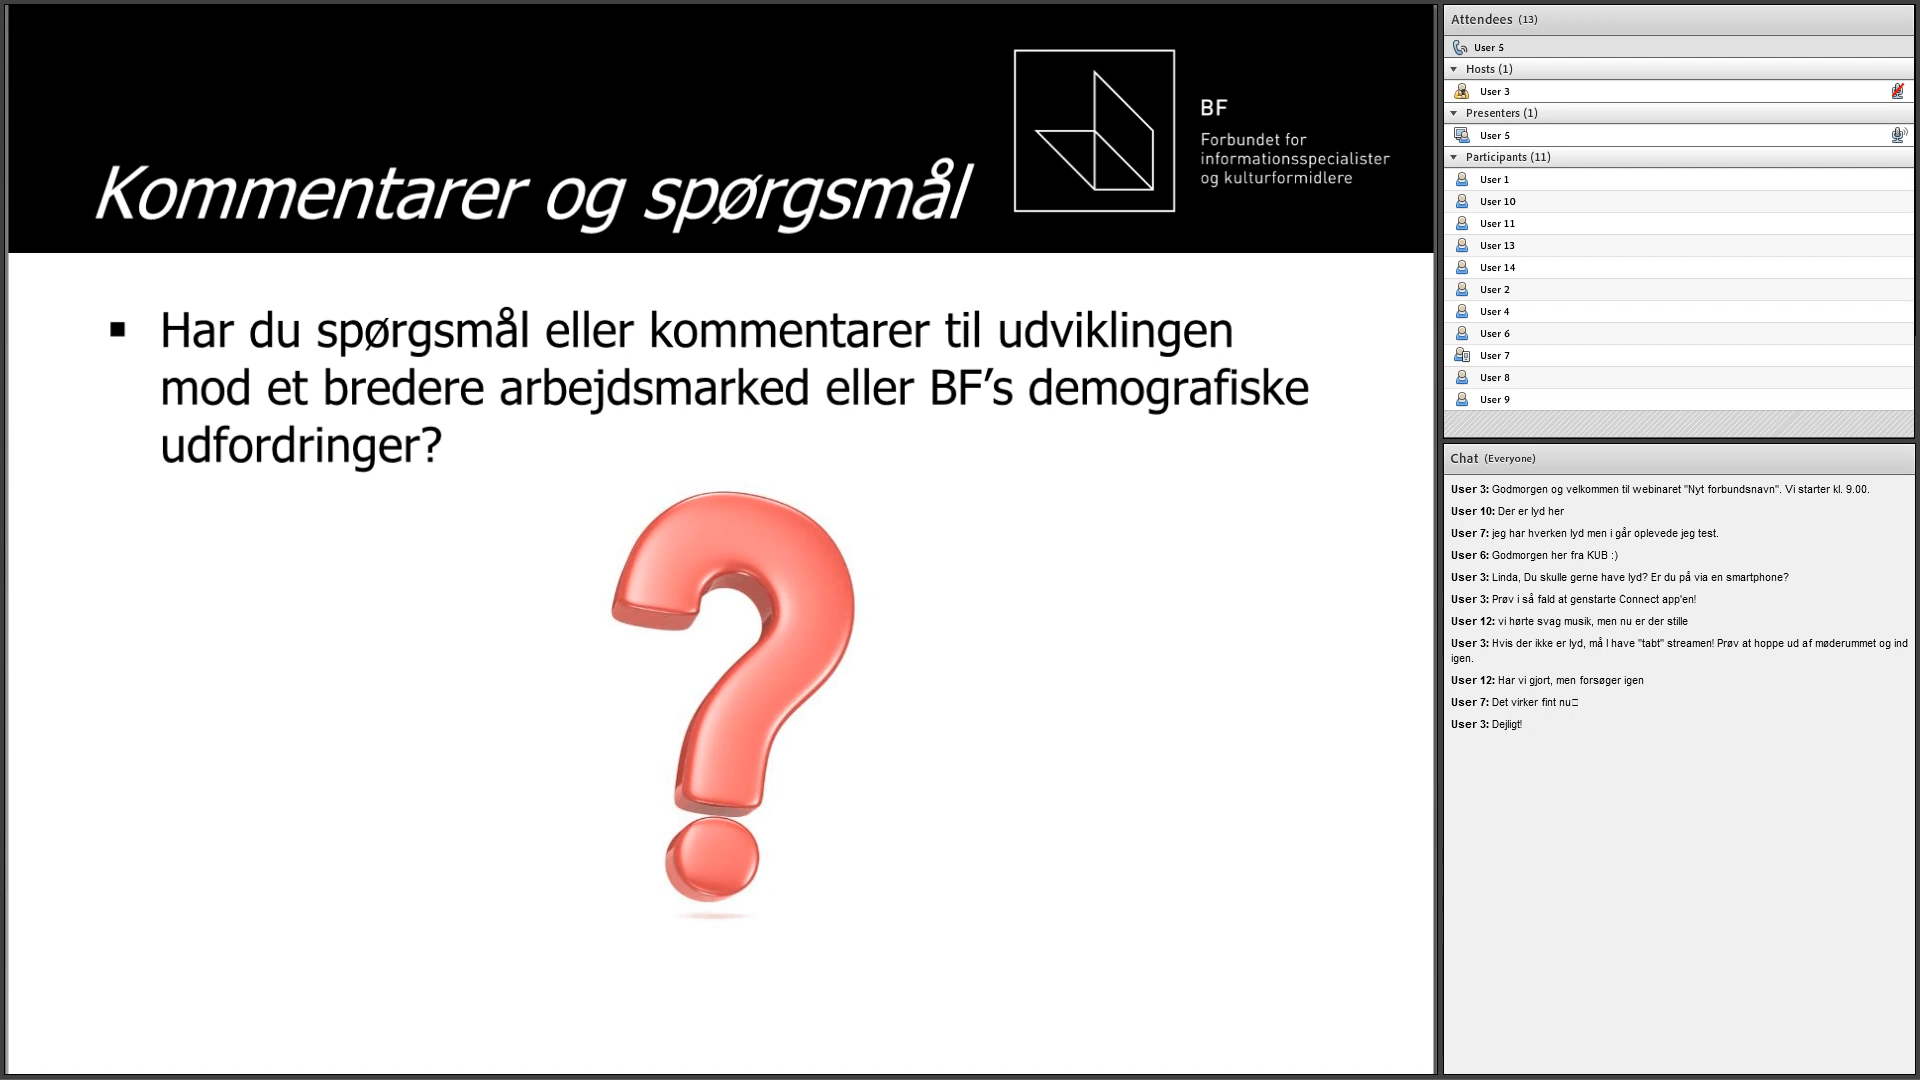 Kommentarer og spørgsmål
BF
Forbundet for
informationsspecialister
og kulturformidlere
▪ Har du spørgsmål eller kommentarer til udviklingen
mod et bredere arbejdsmarked eller BF’s demografiske
udfordringer?
Attendees (13)
User 5
Hosts (1)
User 3
Presenters (1)
User 5
Participants (11)
User 1
User 10
User 11
User 13
User 14
User 2
User 4
User 6
User 7
User 8
User 9
Chat (Everyone)
User 3: Godmorgen og velkommen til webinaret "Nyt forbundsnavn". Vi starter kl. 9.00.
User 10: Der er lyd her
User 7: jeg har hverken lyd men i går oplevede jeg test.
User 6: Godmorgen her fra KUB :)
User 3: Linda, Du skulle gerne have lyd? Er du på via en smartphone?
User 3: Prøv i så fald at genstarte Connect app'en!
User 12: vi hørte svag musik, men nu er der stille
User 3: Hvis der ikke er lyd, må I have "tabt" streamen! Prøv at hoppe ud af møderummet og ind
igen.
User 12: Har vi gjort, men forsøger igen
User 7: Det virker fint nu□
User 3: Dejligt!